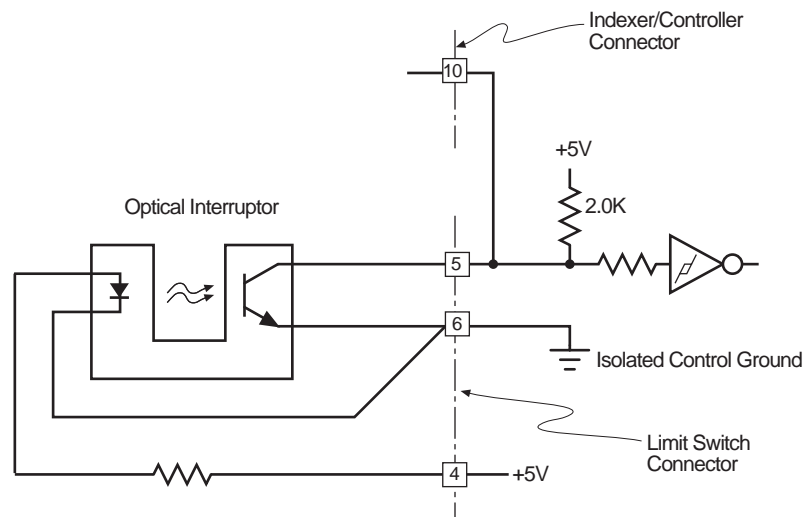 Indexer/Controller
Connector
10
+5V
2.0K
Optical Interruptor
5
6
Isolated Control Ground
Limit Switch
Connector
4
+5V